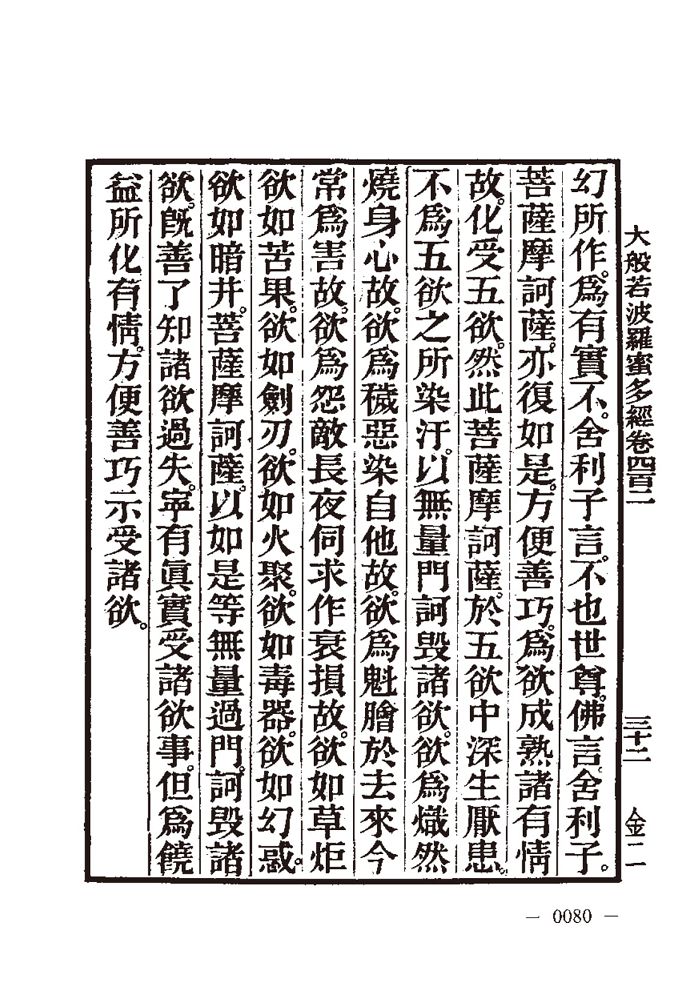 大般若波羅蜜多經卷四百二 三十二 金二
幻所作。爲有實不。舍利子言。不也世尊。佛言。舍利子。
菩薩摩訶薩。亦復如是。方便善巧。爲欲成熟諸有情
故。化受五欲。然此菩薩摩訶薩。於五欲中深生厭患。
不爲五欲之所染汙。以無量門訶毀諸欲。欲爲熾然
燒身心故。欲爲穢惡染自他故。欲爲魁膾於去來今
常爲害故。欲爲怨敵長夜伺求作衰損故。欲如草炬
欲如苦果。欲如劍刃。欲如火聚。欲如毒器。欲如幻惑。
欲如暗井。菩薩摩訶薩。以如是等無量過門。訶毀諸
欲。旣善了知諸欲過失。寧有眞實受諸欲事。但爲饒
益所化有情。方便善巧示受諸欲。
— 0080 —